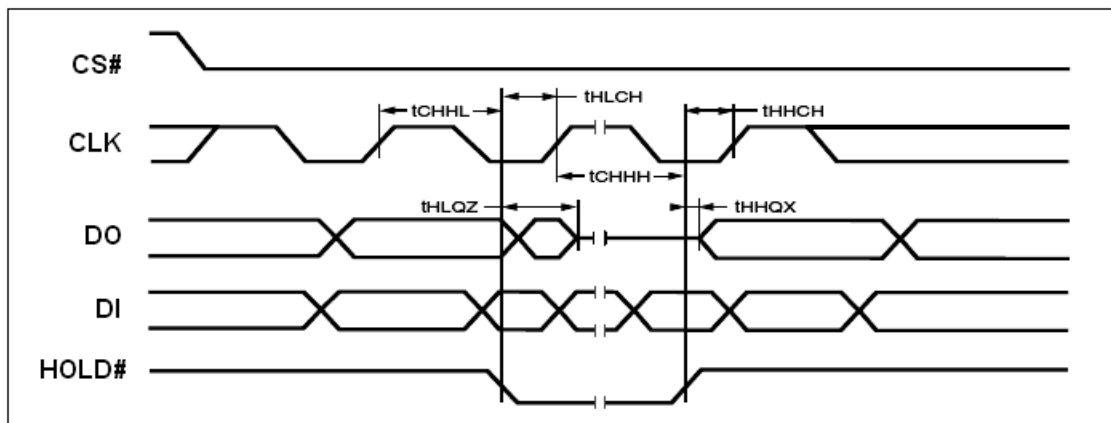 CS#
tHLCH
tHHCH
tCHHL
CLK
tCHHH
tHLQZ
tHHQX
DO
DI
HOLD#